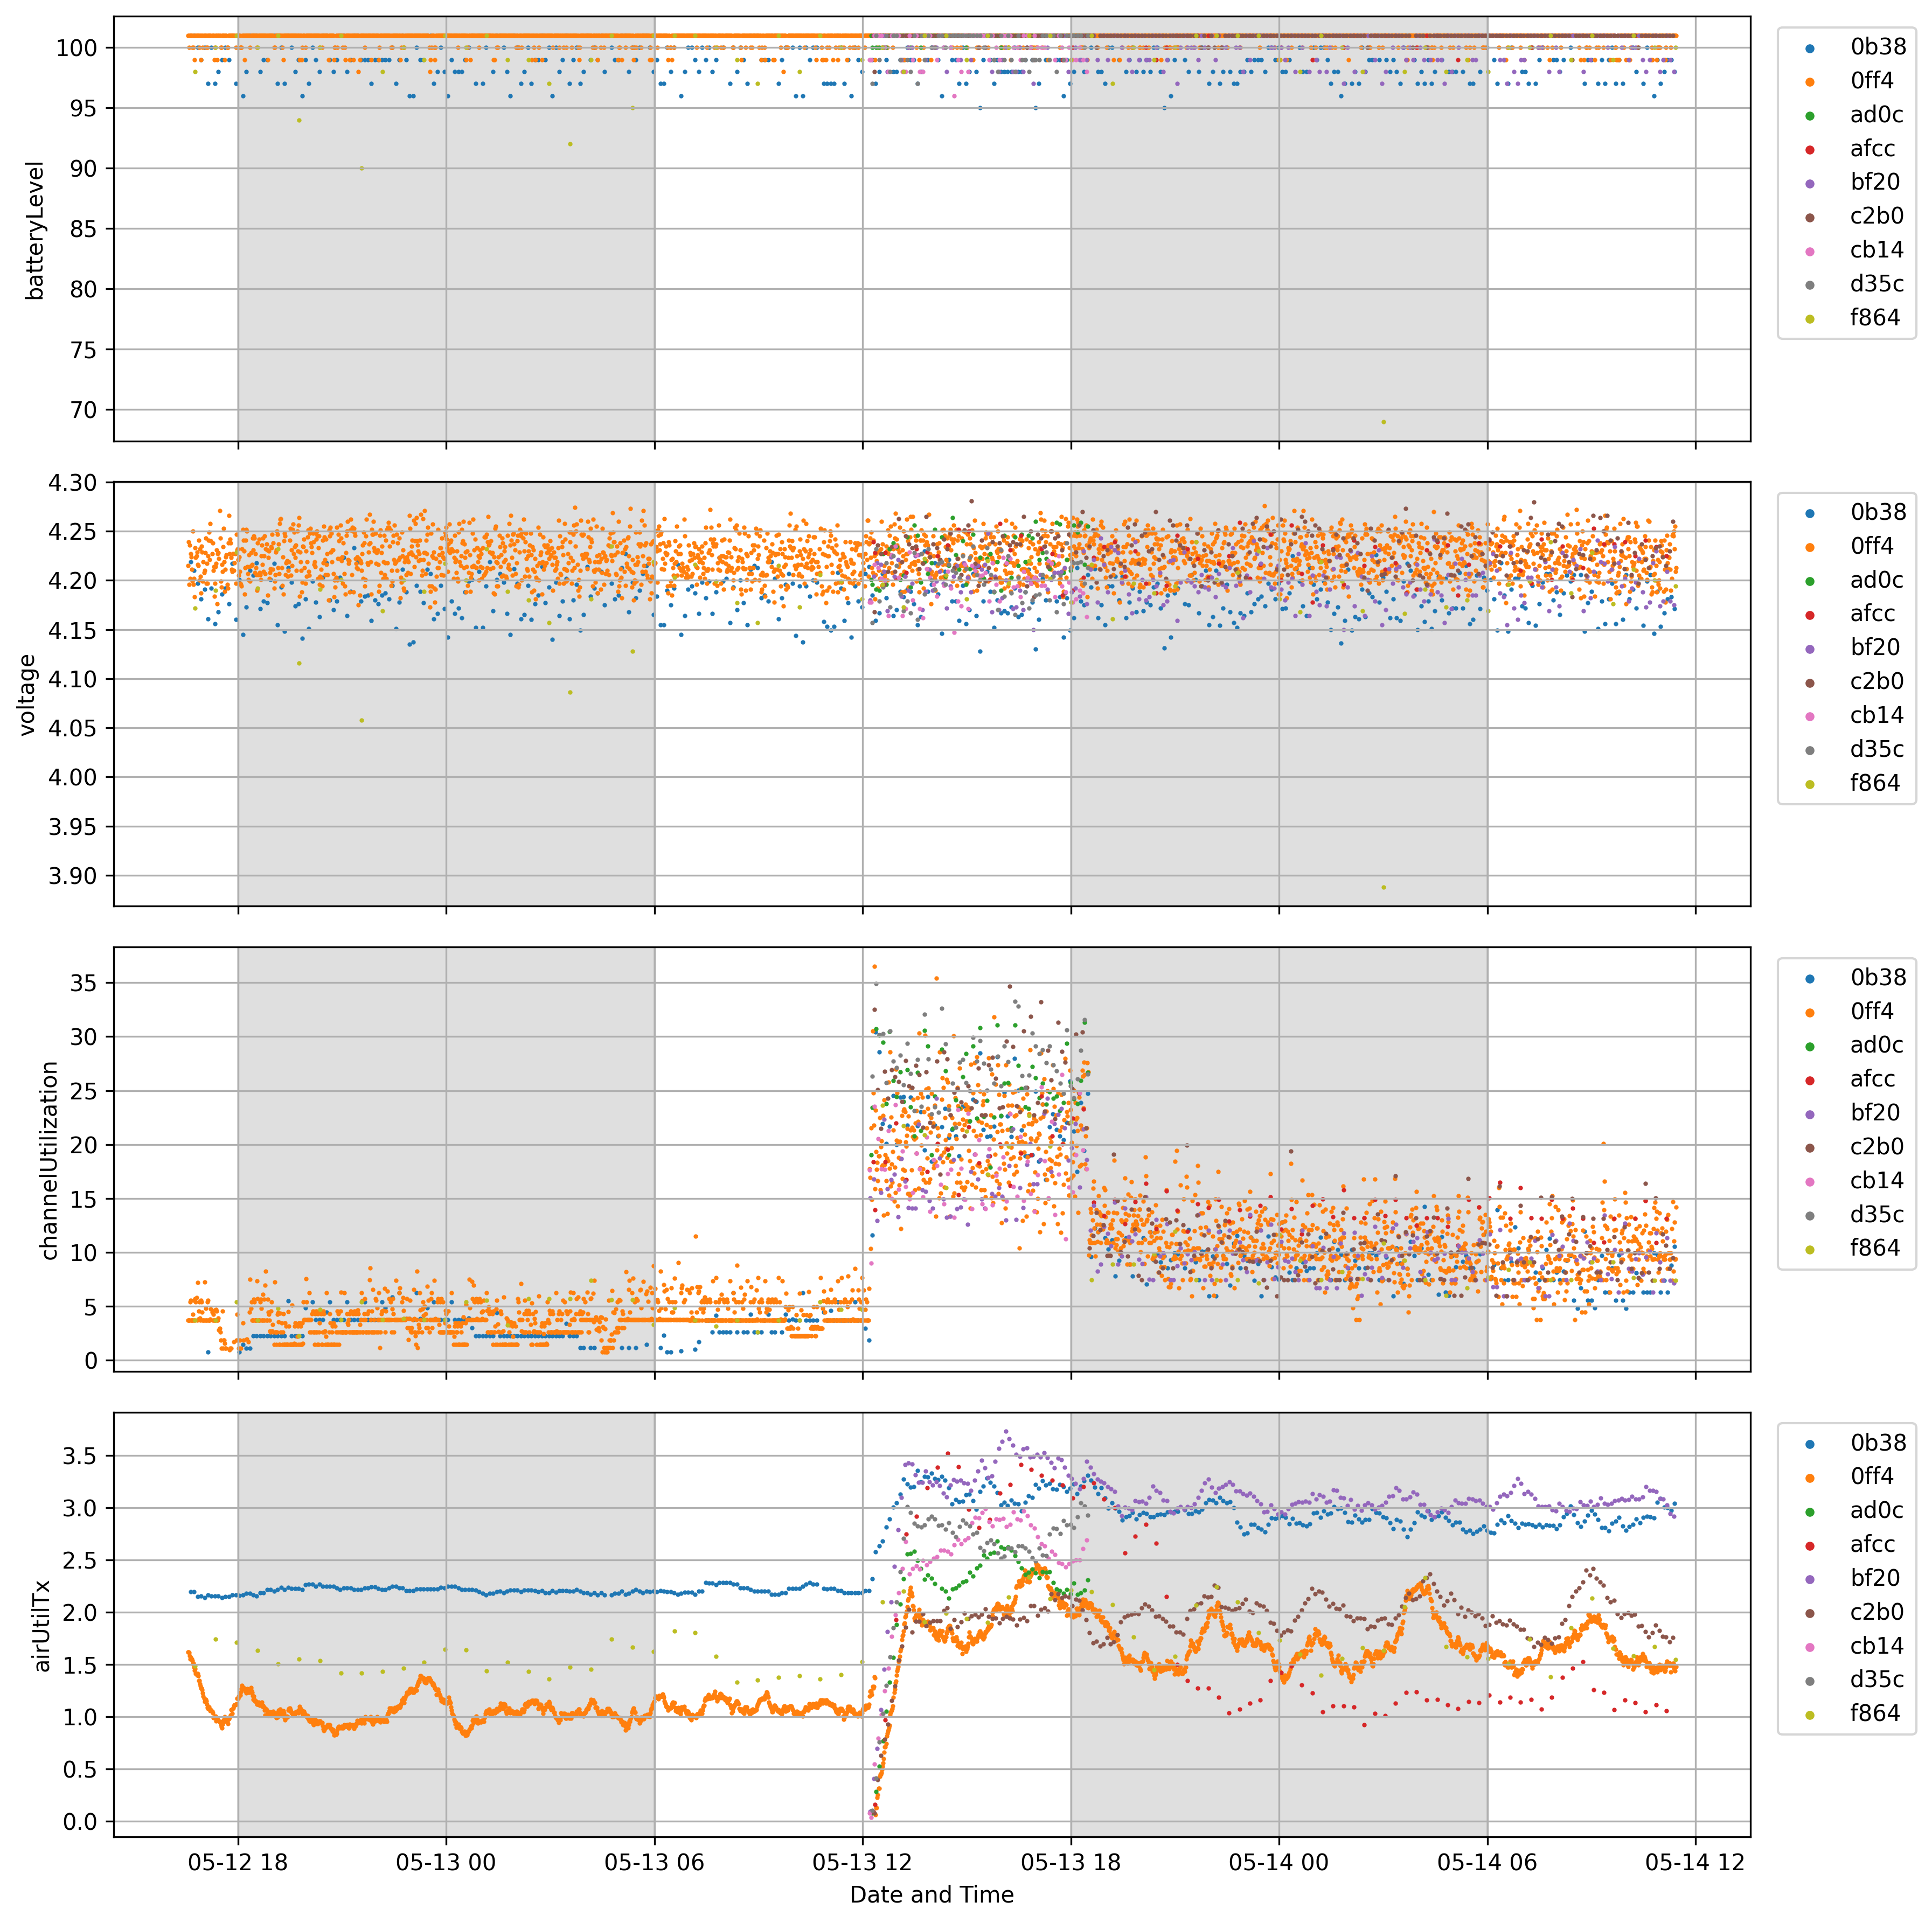 100
95
90
85
80
75
70
batteryLevel
0b38
0ff4
ad0c
afcc
bf20
c2b0
cb14
d35c
f864
4.30
4.25
4.20
4.15
4.10
4.05
4.00
3.95
3.90
voltage
0b38
0ff4
ad0c
afcc
bf20
c2b0
cb14
d35c
f864
35
30
25
20
15
10
5
0
channelUtilization
0b38
0ff4
ad0c
afcc
bf20
c2b0
cb14
d35c
f864
3.5
3.0
2.5
2.0
1.5
1.0
0.5
0.0
airUtilTx
0b38
0ff4
ad0c
afcc
bf20
c2b0
cb14
d35c
f864
05-12 18 05-13 00 05-13 06 05-13 12 05-13 18 05-14 00 05-14 06 05-14 12
Date and Time